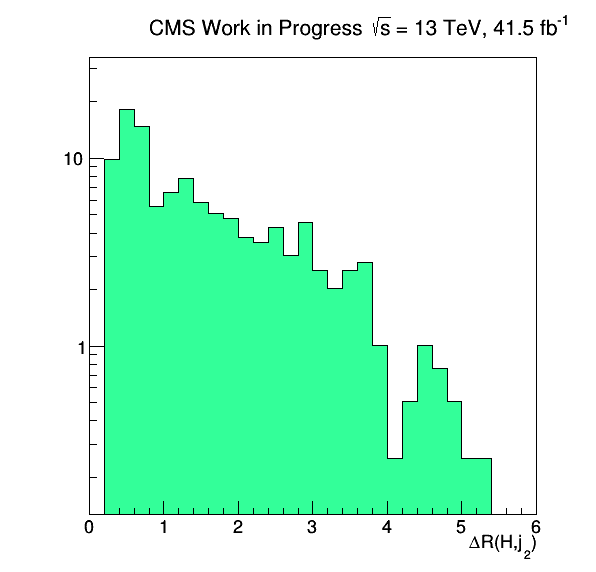 CMS Work in Progress √s = 13 TeV, 41.5 fb⁻¹
10
1
0 1 2 3 4 5 6
ΔR(H,j₂)